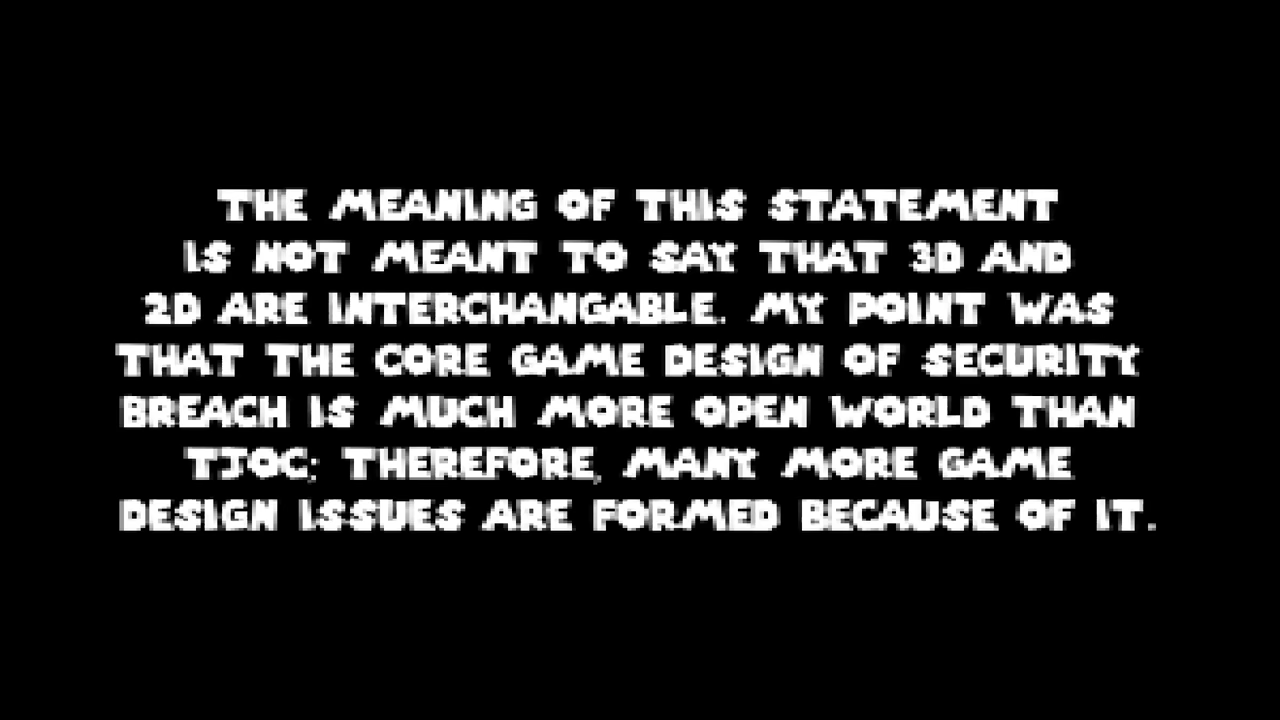 THE MEANING OF THIS STATEMENT
IS NOT MEANT TO SAY THAT 3D AND
2D ARE INTERCHANGABLE. MY POINT WAS
THAT THE CORE GAME DESIGN OF SECURITY
BREACH IS MUCH MORE OPEN WORLD THAN
TJOC; THEREFORE, MANY MORE GAME
DESIGN ISSUES ARE FORMED BECAUSE OF IT.